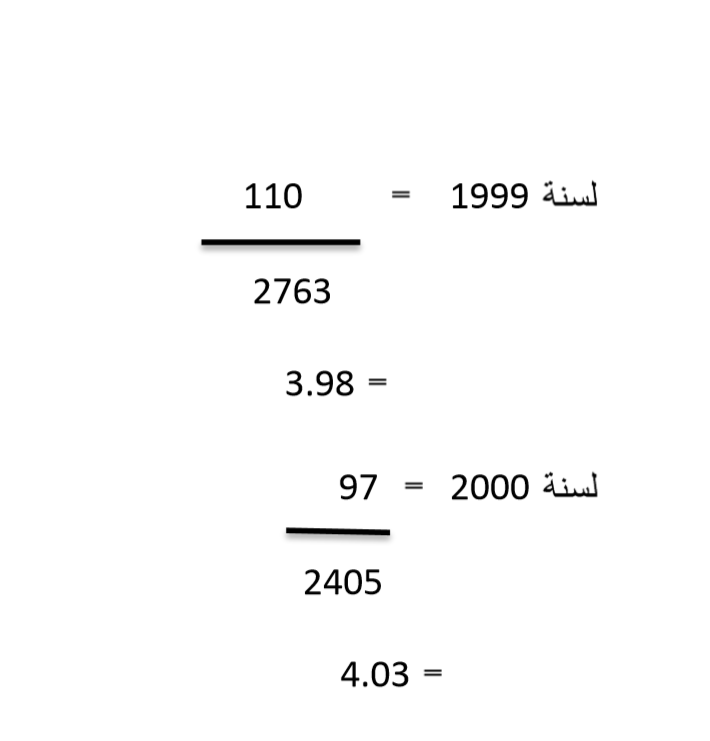 لسنة 1999 = 110
2763
= 3.98
لسنة 2000 = 97
2405
= 4.03